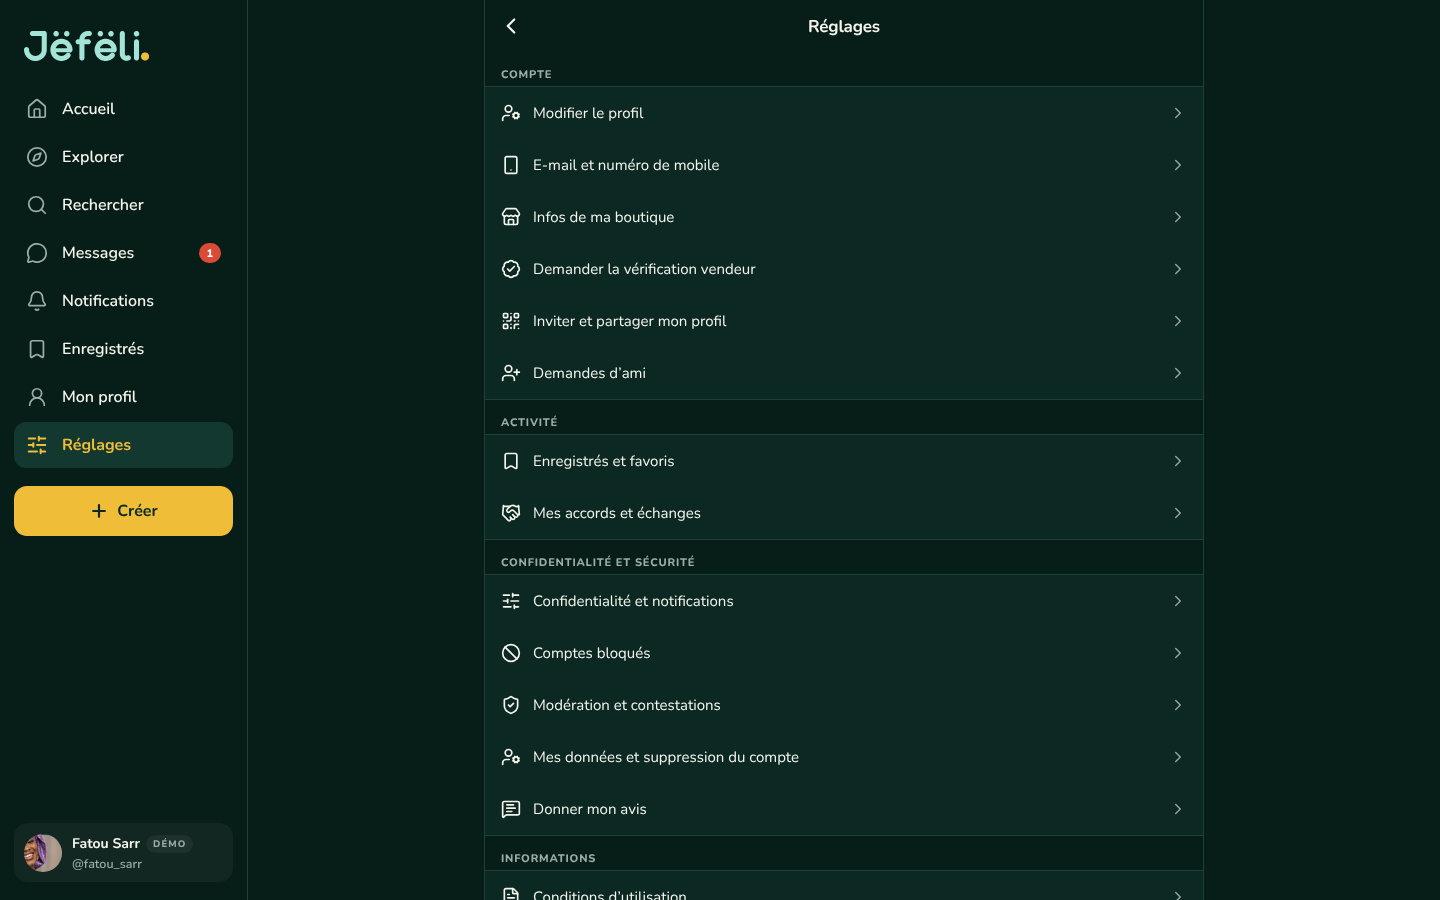 Jëfëli.
Accueil
Explorer
Rechercher
Messages 1
Notifications
Enregistrés
Mon profil
Réglages
Créer
Fatou Sarr DÉMO
@fatou_sarr
Réglages
COMPTE
Modifier le profil
E-mail et numéro de mobile
Infos de ma boutique
Demander la vérification vendeur
Inviter et partager mon profil
Demandes d’ami
ACTIVITÉ
Enregistrés et favoris
Mes accords et échanges
CONFIDENTIALITÉ ET SÉCURITÉ
Confidentialité et notifications
Comptes bloqués
Modération et contestations
Mes données et suppression du compte
Donner mon avis
INFORMATIONS
Conditions d’utilisation